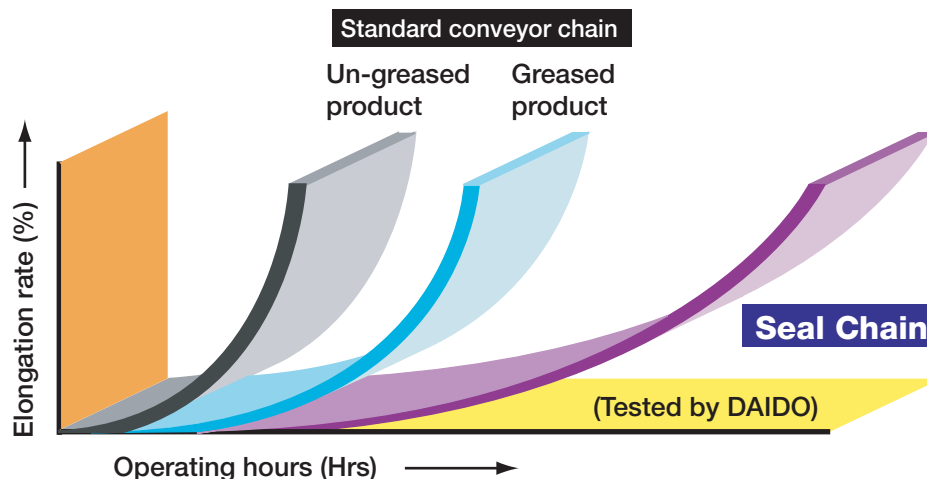 Standard conveyor chain
Un-greased
product
Greased
product
Elongation rate (%)
Seal Chain
(Tested by DAIDO)
Operating hours (Hrs)